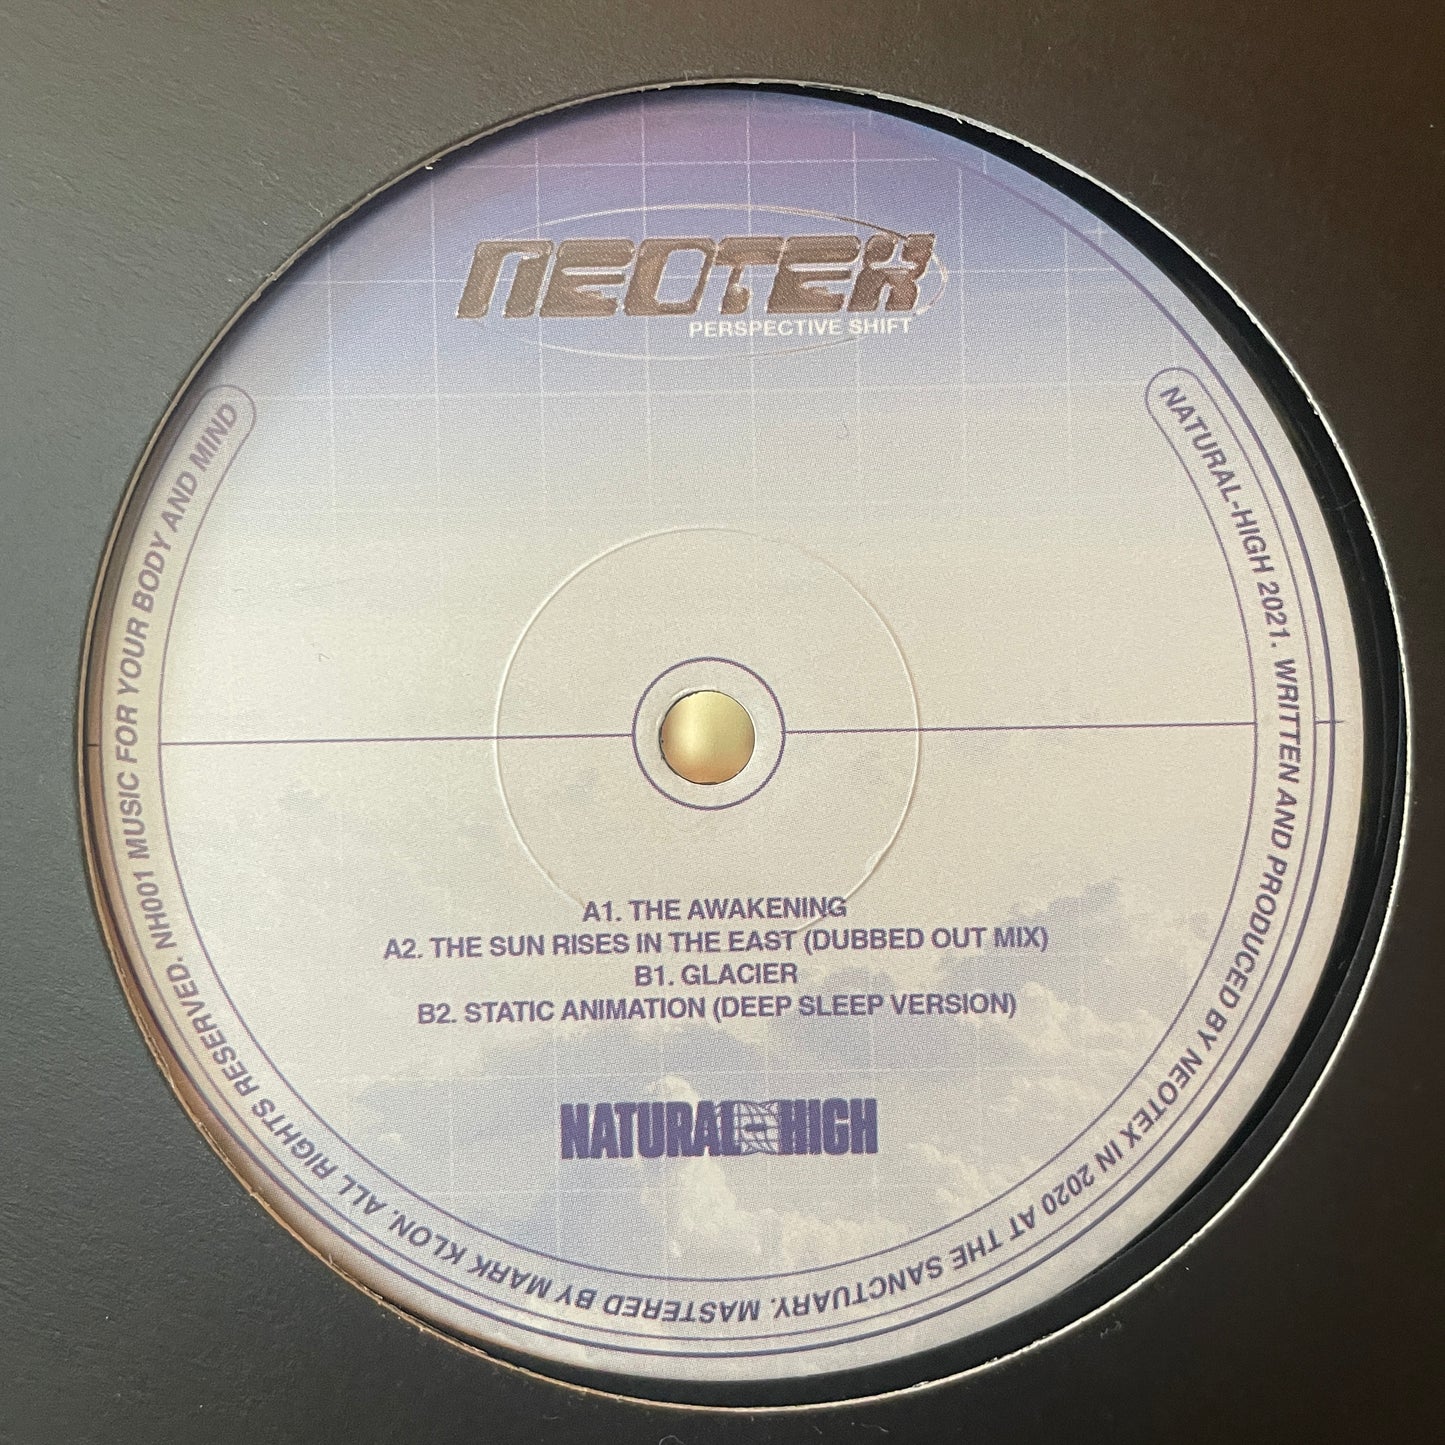 NEOTEX
PERSPECTIVE SHIFT
NATURAL-HIGH 2021. WRITTEN AND PRODUCED BY NEOTEX IN 2020 AT THE SANCTUARY. MASTERED BY MARK KLON. ALL RIGHTS RESERVED. NH001 MUSIC FOR YOUR BODY AND MIND
A1. THE AWAKENING
A2. THE SUN RISES IN THE EAST (DUBBED OUT MIX)
B1. GLACIER
B2. STATIC ANIMATION (DEEP SLEEP VERSION)
NATURAL-HIGH